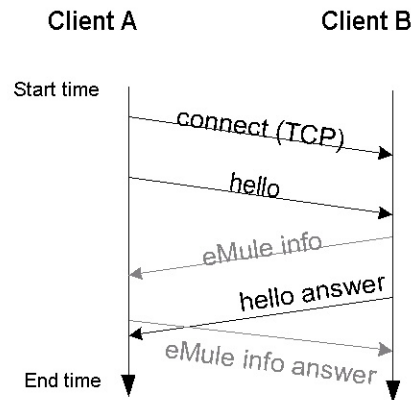 Client A
Client B
Start time
connect (TCP)
hello
eMule info
hello answer
eMule info answer
End time